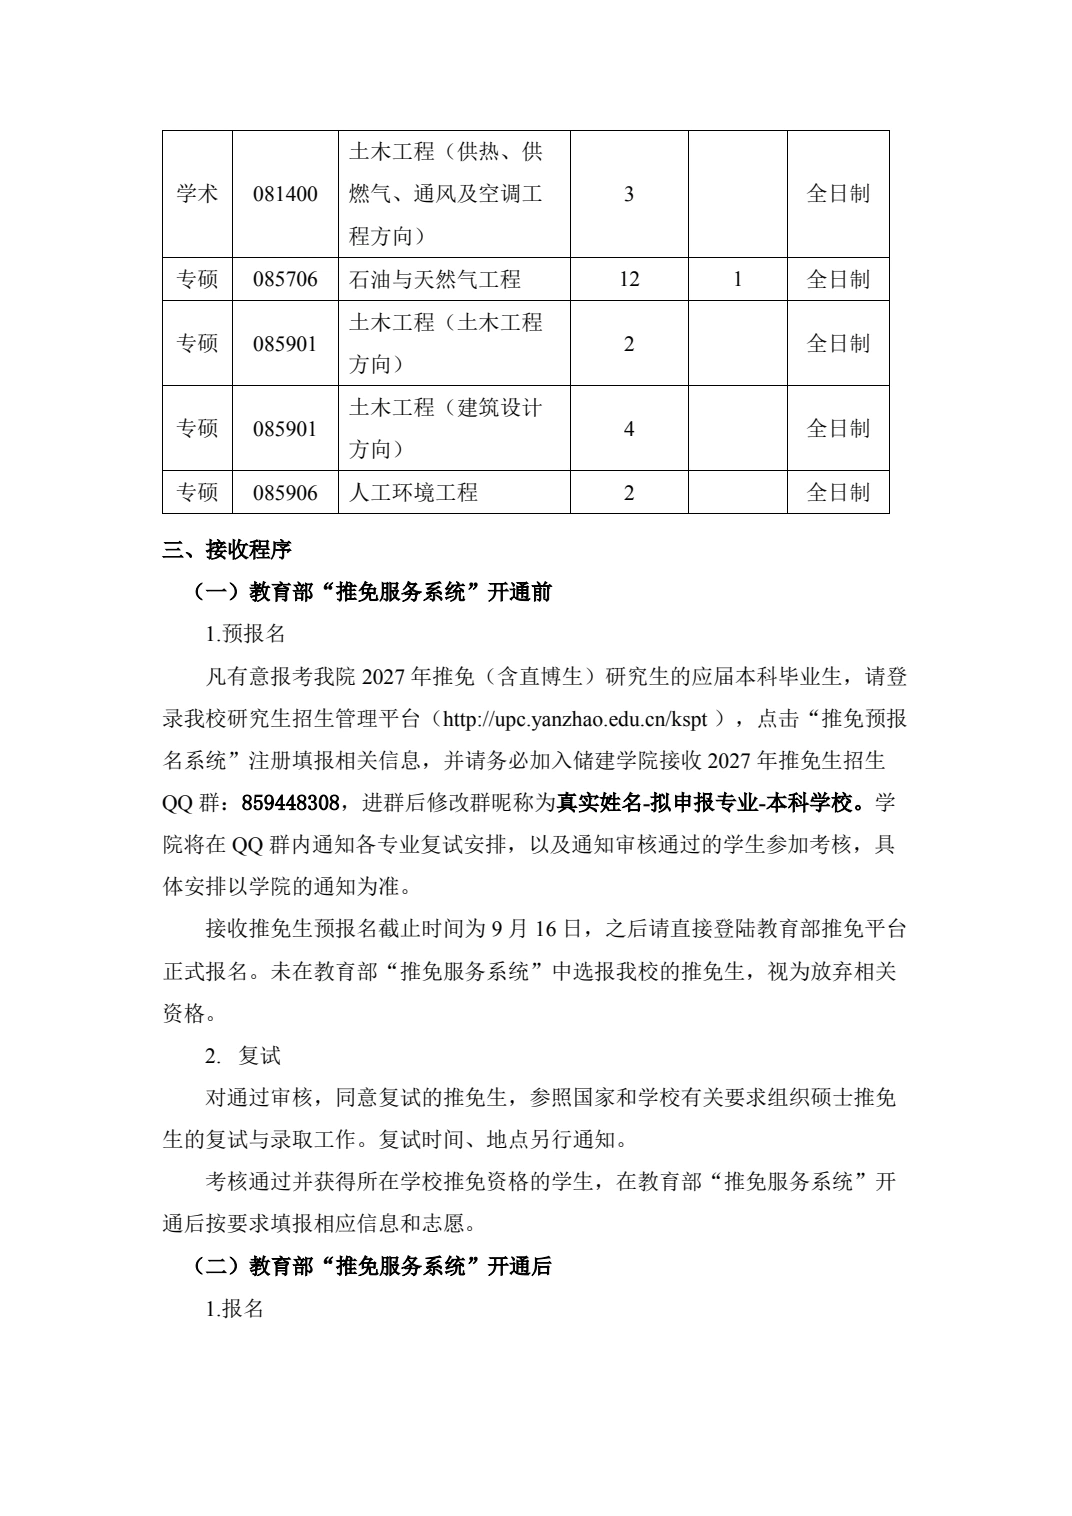 土木工程（供热、供
学术 081400 燃气、通风及空调工 3 全日制
程方向）
专硕 085706 石油与天然气工程 12 1 全日制
土木工程（土木工程
专硕 085901 2 全日制
方向）
土木工程（建筑设计
专硕 085901 4 全日制
方向）
专硕 085906 人工环境工程 2 全日制
三、接收程序
（一）教育部“推免服务系统”开通前
1.预报名
凡有意报考我院 2027 年推免（含直博生）研究生的应届本科毕业生，请登
录我校研究生招生管理平台（http://upc.yanzhao.edu.cn/kspt ），点击“推免预报
名系统”注册填报相关信息，并请务必加入储建学院接收 2027 年推免生招生
QQ 群：859448308，进群后修改群昵称为真实姓名-拟申报专业-本科学校。学
院将在 QQ 群内通知各专业复试安排，以及通知审核通过的学生参加考核，具
体安排以学院的通知为准。
接收推免生预报名截止时间为 9 月 16 日，之后请直接登陆教育部推免平台
正式报名。未在教育部“推免服务系统”中选报我校的推免生，视为放弃相关
资格。
2. 复试
对通过审核，同意复试的推免生，参照国家和学校有关要求组织硕士推免
生的复试与录取工作。复试时间、地点另行通知。
考核通过并获得所在学校推免资格的学生，在教育部“推免服务系统”开
通后按要求填报相应信息和志愿。
（二）教育部“推免服务系统”开通后
1.报名